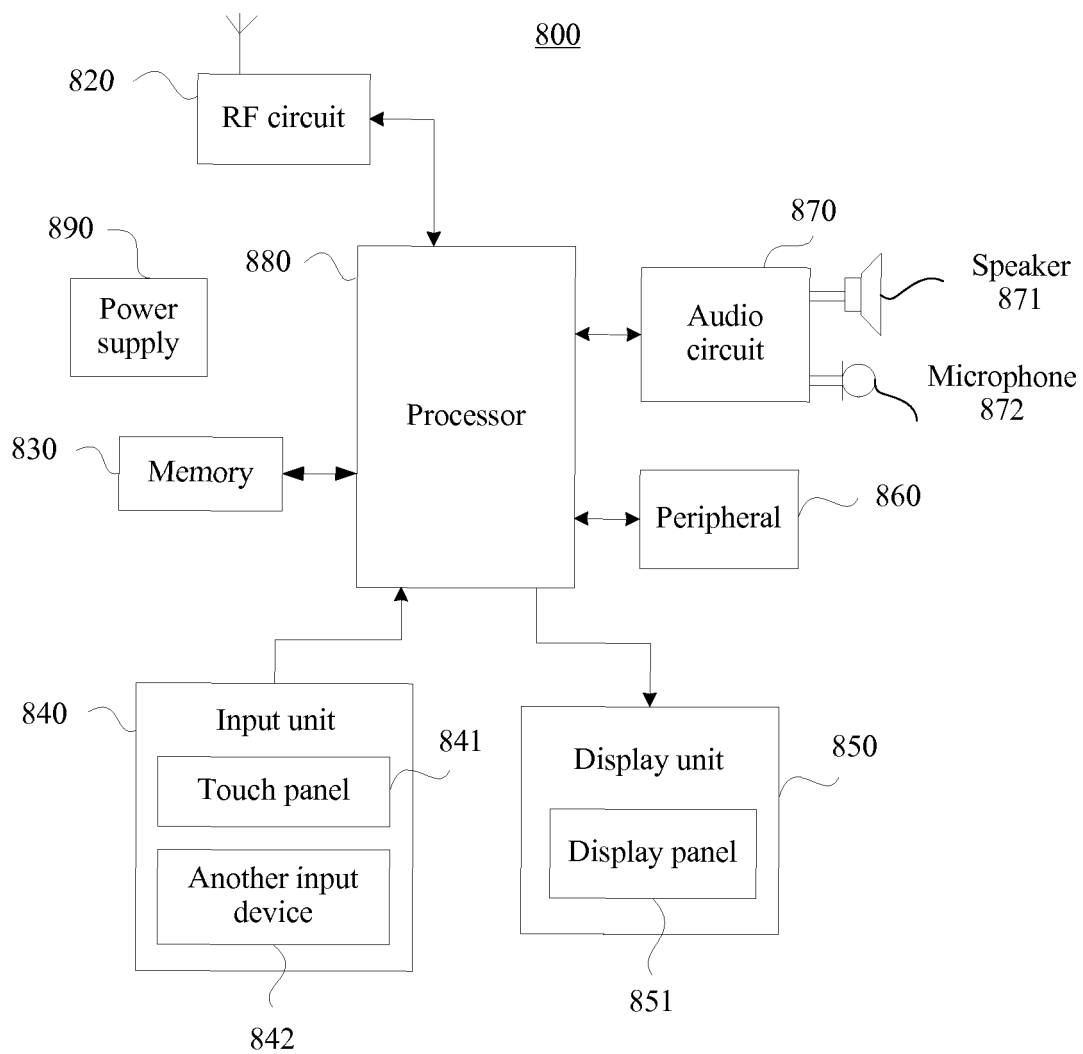 800
820
RF circuit
890
880
870
Power
supply
Audio
circuit
Speaker
871
Microphone
872
Processor
830
Memory
Peripheral
860
840
Input unit
841
Touch panel
Another input
device
842
Display unit
850
Display panel
851